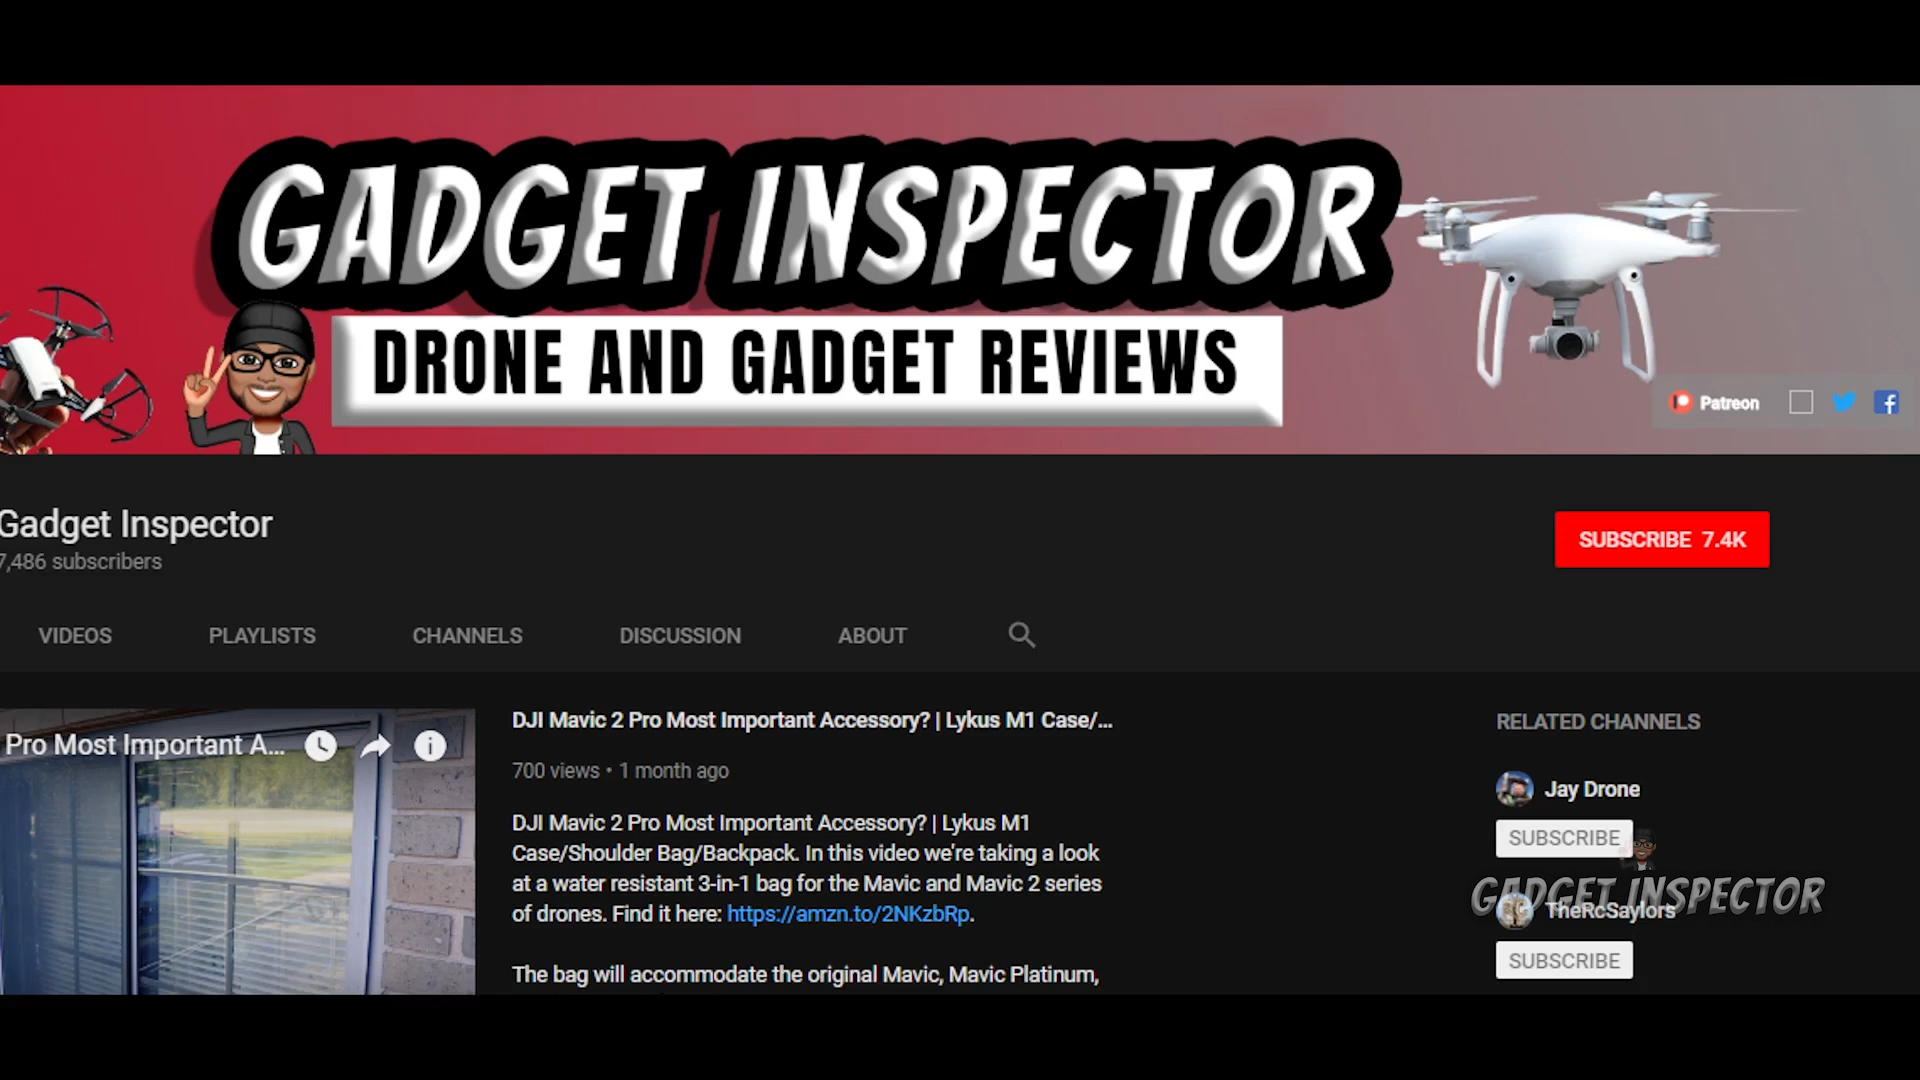 GADGET INSPECTOR
DRONE AND GADGET REVIEWS
Patreon
Gadget Inspector
7,486 subscribers
SUBSCRIBE 7.4K
VIDEOS
PLAYLISTS
CHANNELS
DISCUSSION
ABOUT
Pro Most Important A...
DJI Mavic 2 Pro Most Important Accessory? | Lykus M1 Case/...
700 views • 1 month ago
DJI Mavic 2 Pro Most Important Accessory? | Lykus M1
Case/Shoulder Bag/Backpack. In this video we're taking a look
at a water resistant 3-in-1 bag for the Mavic and Mavic 2 series
of drones. Find it here: https://amzn.to/2NKzbRp.
The bag will accommodate the original Mavic, Mavic Platinum,
RELATED CHANNELS
Jay Drone
SUBSCRIBE
GADGET INSPECTOR
TheRcSaylors
SUBSCRIBE